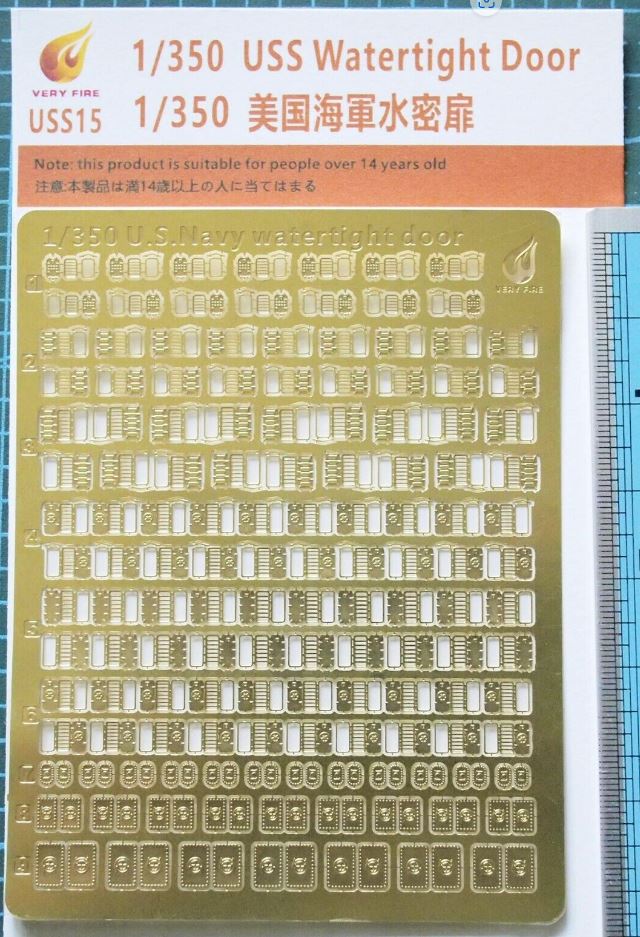 1/350 USS Watertight Door
VERY FIRE
USS15
1/350 美国海軍水密扉
Note: this product is suitable for people over 14 years old
注意:本製品は満14歳以上の人に当てはまる
1/350 U.S.Navy watertight door
VERY FIRE
1
2
3
4
5
6
7
8
9